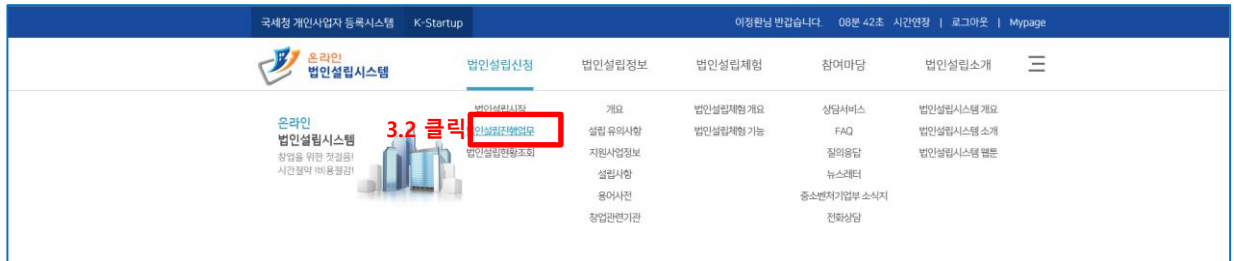 국세청 개인사업자 등록시스템 K-Startup 이정환님 반갑습니다. 08분 42초 시간연장 | 로그아웃 | Mypage
온라인
법인설립시스템
법인설립신청 법인설립정보 법인설립체험 참여마당 법인설립소개
온라인
법인설립시스템
창업을 위한 첫걸음!
시간절약 !비용절감!
3.2 클릭
법인설립시작 개요 법인설립체험 개요 상담서비스 법인설립시스템 개요
법인설립진행업무 설립 유의사항 법인설립체험 기능 FAQ 법인설립시스템 소개
법인설립현황조회 지원사업정보 질의응답 법인설립시스템 웹툰
설립사항 뉴스레터
용어사전 중소벤처기업부 소식지
창업관련기관 전화상담